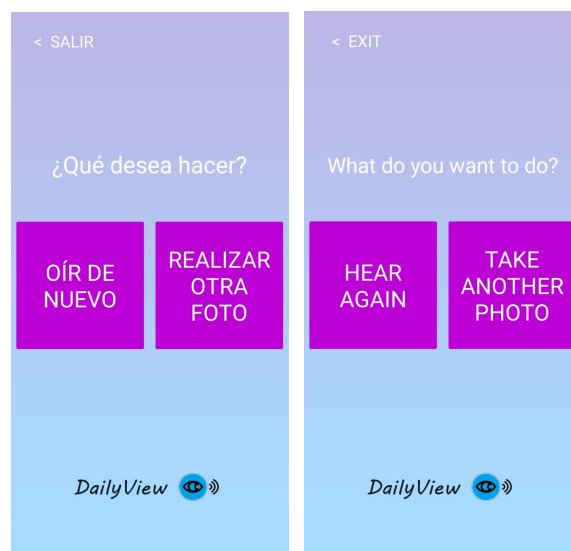 < SALIR
¿Qué desea hacer?
OÍR DE
NUEVO
REALIZAR
OTRA
FOTO
DailyView
< EXIT
What do you want to do?
HEAR
AGAIN
TAKE
ANOTHER
PHOTO
DailyView